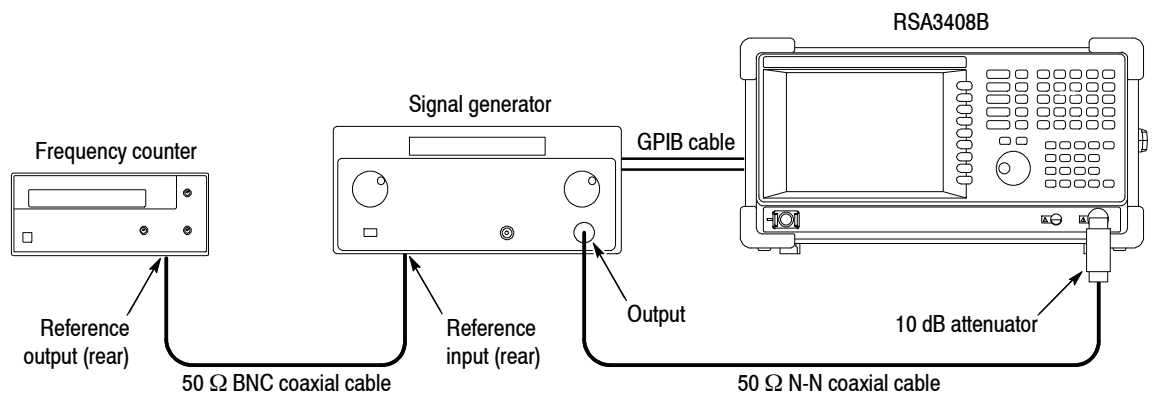 RSA3408B
Signal generator
GPIB cable
Frequency counter
Output
Reference
output (rear)
Reference
input (rear)
10 dB attenuator
50 Ω BNC coaxial cable
50 Ω N-N coaxial cable